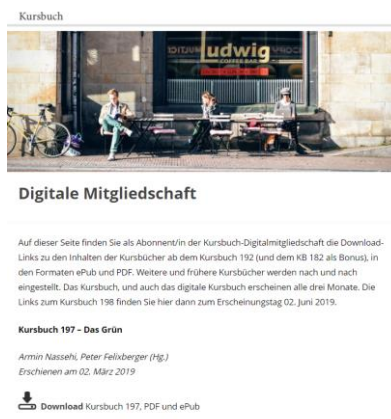 Kursbuch
udwig
COFFEE BAR
Digitale Mitgliedschaft
Auf dieser Seite finden Sie als Abonnent/in der Kursbuch-Digitalmitgliedschaft die Download-
Links zu den Inhalten der Kursbücher ab dem Kursbuch 192 (und dem KB 182 als Bonus), in
den Formaten ePub und PDF. Weitere und frühere Kursbücher werden nach und nach
eingestellt. Das Kursbuch, und auch das digitale Kursbuch erscheinen alle drei Monate. Die
Links zum Kursbuch 198 finden Sie hier dann zum Erscheinungstag 02. Juni 2019.
Kursbuch 197 – Das Grün
Armin Nassehi, Peter Felixberger (Hg.)
Erschienen am 02. März 2019
Download Kursbuch 197, PDF und ePub